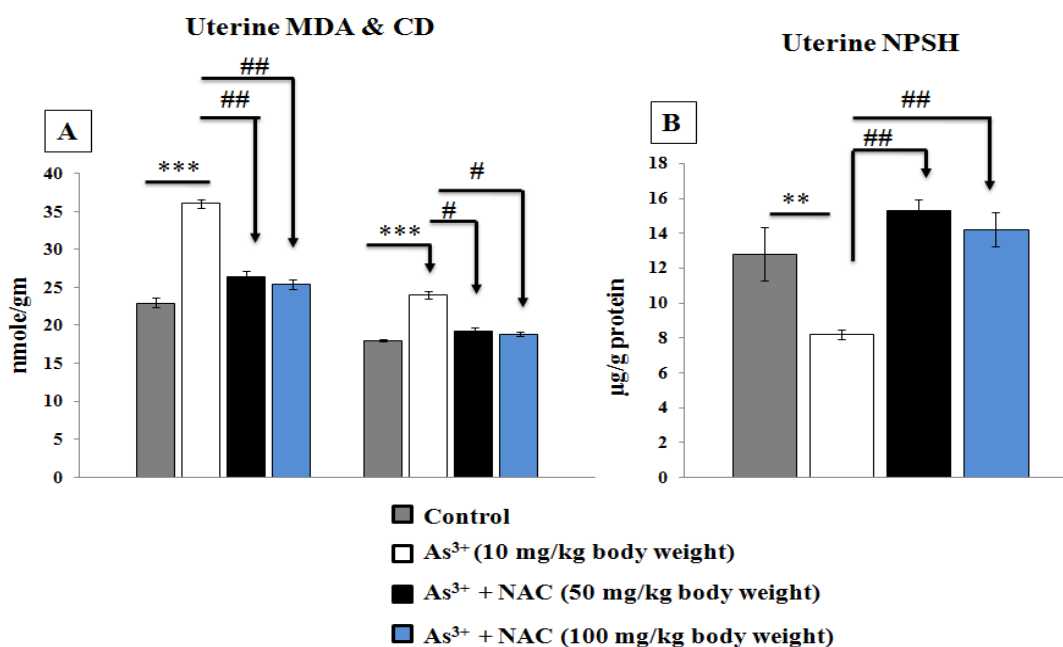 Uterine MDA & CD
##
##
A
***
40
35
30
25
20
15
10
5
0
nmole/gm
***
#
#
Uterine NPSH
B
##
##
**
18
16
14
12
10
8
6
4
2
0
µg/g protein
Control
As³⁺ (10 mg/kg body weight)
As³⁺ + NAC (50 mg/kg body weight)
As³⁺ + NAC (100 mg/kg body weight)